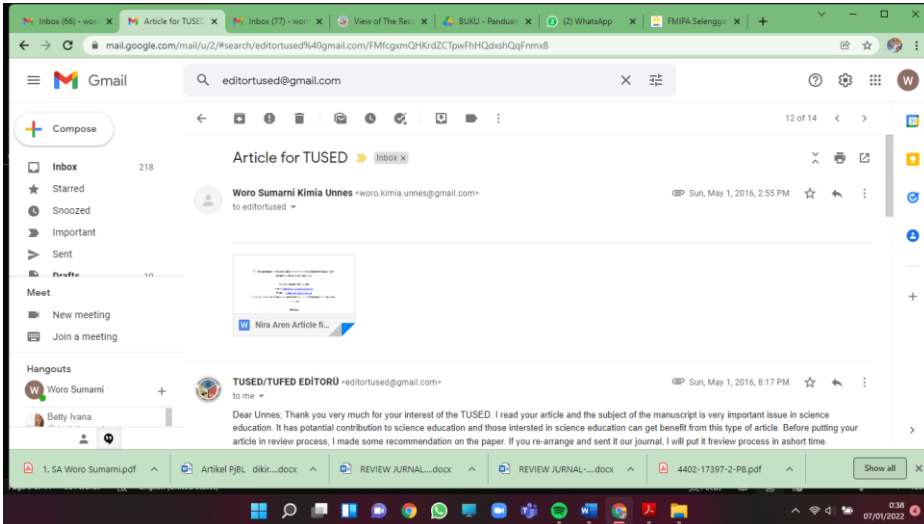 Inbox (66) - woro
Article for TUSED
Inbox (77) - woro
View of The Reco
BUKU - Panduan
(2) WhatsApp
FMIPA Selengga
mail.google.com/mail/u/2/#search/editortused%40gmail.com/FMfcgxmQHKrdZCTpwFhHQdxshQqFnmxB
Gmail
editortused@gmail.com
W
Compose
12 of 14
Inbox 218
Starred
Snoozed
Important
Sent
Drafts 10
Meet
New meeting
Join a meeting
Hangouts
W Woro Sumarni
Betty Ivana
Article for TUSED
Inbox x
Woro Sumarni Kimia Unnes <woro.kimia.unnes@gmail.com>
Sun, May 1, 2016, 2:55 PM
to editortused
W Nira Aren Article fi...
TUSED/TUFED EDİTORÜ <editortused@gmail.com>
Sun, May 1, 2016, 8:17 PM
to me
Dear Unnes; Thank you very much for your interest of the TUSED. I read your article and the subject of the manuscript is very important issue in science
education. It has potantial contribution to science education and those intersted in science education can get benefit from this type of article. Before putting your
article in review process, I made some recommendation on the paper. If you re-arrange and sent it our journal, I will put it freview process in ashort time.
1. SA Woro Sumarni.pdf
Artikel PjBL dikir....docx
REVIEW JURNAL....docx
REVIEW JURNAL-...docx
4402-17397-2-PB.pdf
Show all
0:38
07/01/2022